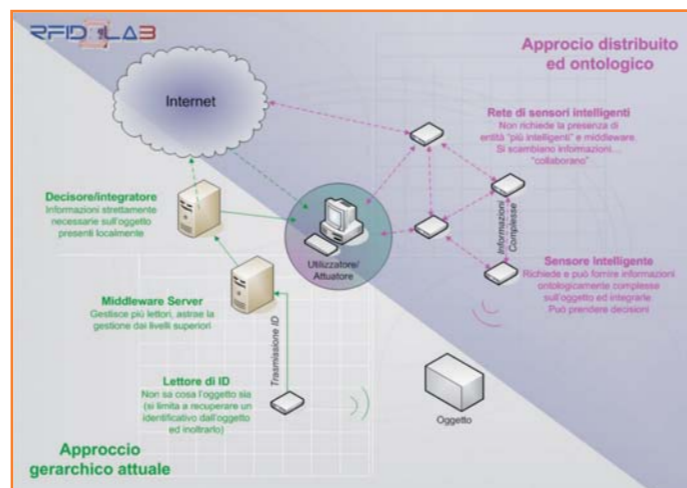 RFID LAB
Approcio distribuito
ed ontologico
Internet
Rete di sensori intelligenti
Non richiede la presenza di
entità "più intelligenti" e middleware.
Si scambiano informazioni...
"collaborano"
Decisore/integratore
Informazioni strettamente
necessarie sull'oggetto
presenti localmente
Utilizzatore/
Attuatore
Informazioni
Complesse
Sensore Intelligente
Richiede e può fornire informazioni
ontologicamente complesse
sull'oggetto ed integrarle.
Può prendere decisioni
Middleware Server
Gestisce più lettori, astrae la
gestione dai livelli superiori
Trasmissione ID
Lettore di ID
Non sa cosa l'oggetto sia
(si limita a recuperare un
identificativo dall'oggetto
ed inoltrarlo)
Oggetto
Approccio
gerarchico attuale